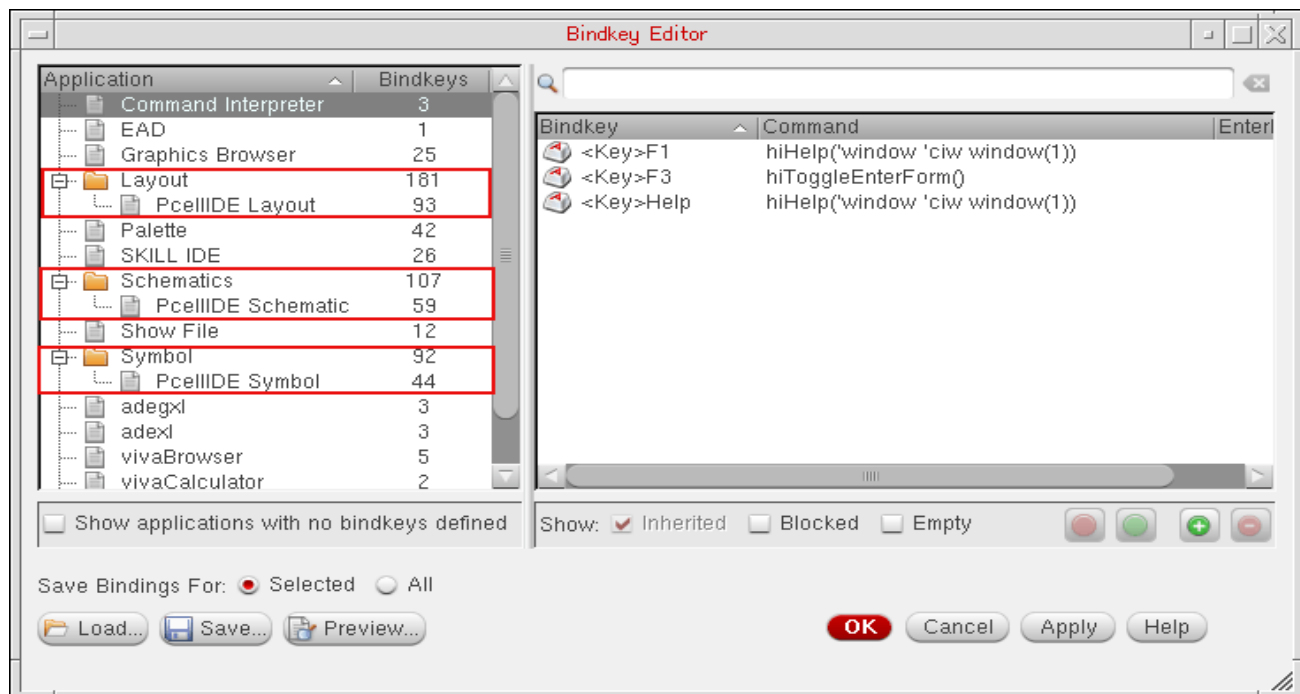 Bindkey Editor
Application Bindkeys
Command Interpreter 3
EAD 1
Graphics Browser 25
Layout 181
PcellIDE Layout 93
Palette 42
SKILL IDE 26
Schematics 107
PcellIDE Schematic 59
Show File 12
Symbol 92
PcellIDE Symbol 44
adegxl 3
adexl 3
vivaBrowser 5
vivaCalculator 2
Show applications with no bindkeys defined
Bindkey Command EnterF
<Key>F1 hiHelp('window 'ciw window(1))
<Key>F3 hiToggleEnterForm()
<Key>Help hiHelp('window 'ciw window(1))
Show: Inherited Blocked Empty
Save Bindings For: Selected All
Load... Save... Preview... OK Cancel Apply Help